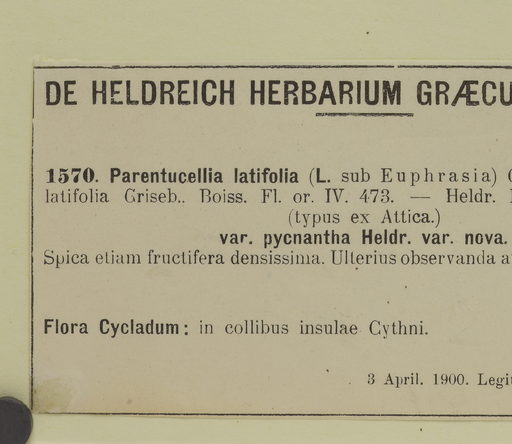 DE HELDREICH HERBARIUM GRÆCU
1570. Parentucellia latifolia (L. sub Euphrasia)
latifolia Griseb.. Boiss. Fl. or. IV. 473. — Heldr.
(typus ex Attica.)
var. pycnantha Heldr. var. nova.
Spica etiam fructifera densissima. Ulterius observanda
Flora Cycladum: in collibus insulae Cythni.
3 April. 1900. Legit